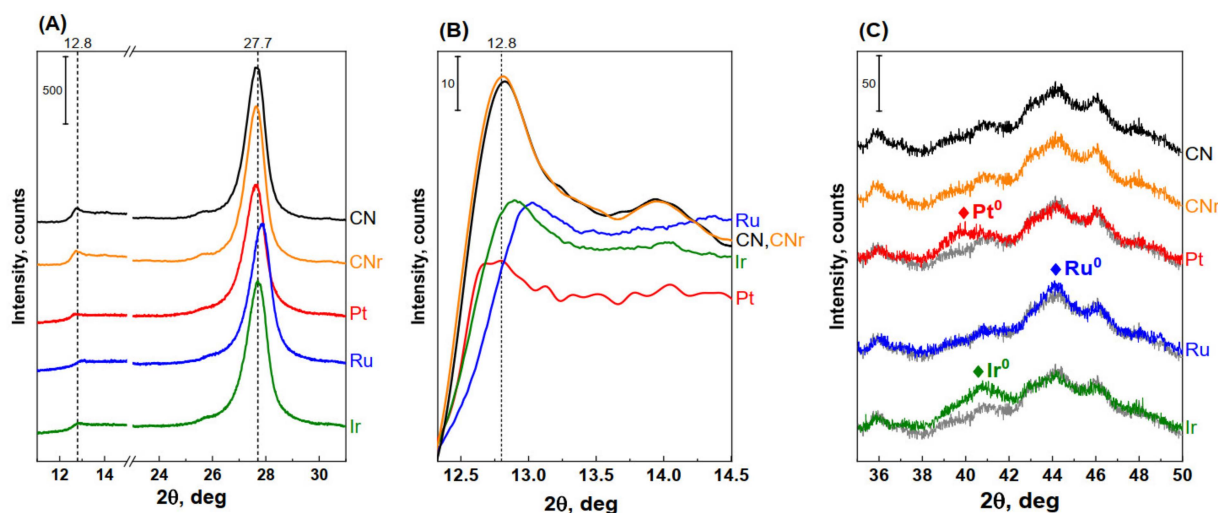 (A)
12.8
27.7
500
CN
CNr
Pt
Ru
Ir
Intensity, counts
12
14
24
26
28
30
2θ, deg
(B)
12.8
10
Ru
CN,CNr
Ir
Pt
Intensity, counts
12.5
13.0
13.5
14.0
14.5
2θ, deg
(C)
50
CN
CNr
Pt⁰
Pt
Ru⁰
Ru
Ir⁰
Ir
Intensity, counts
36
38
40
42
44
46
48
50
2θ, deg